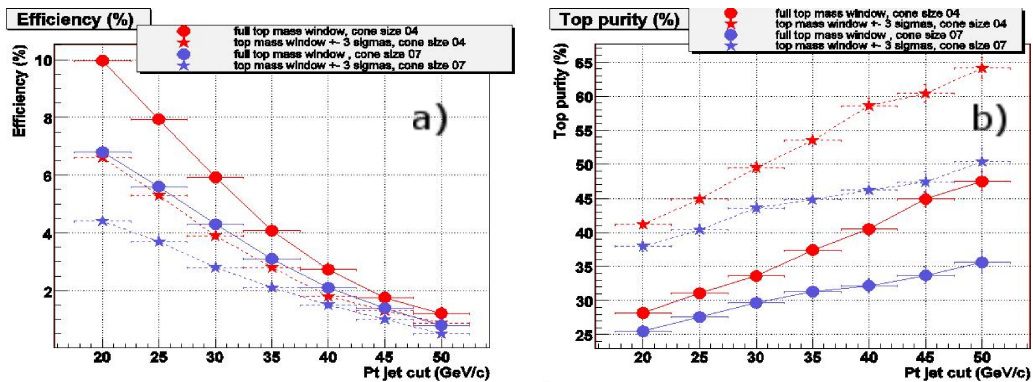 Efficiency (%)
full top mass window, cone size 04
top mass window +- 3 sigmas, cone size 04
full top mass window , cone size 07
top mass window +- 3 sigmas, cone size 07
Efficiency (%)
10
8
6
4
2
a)
20 25 30 35 40 45 50
Pt jet cut (GeV/c)
Top purity (%)
full top mass window, cone size 04
top mass window +- 3 sigmas, cone size 04
full top mass window , cone size 07
top mass window +- 3 sigmas, cone size 07
Top purity (%)
65
60
55
50
45
40
35
30
25
b)
20 25 30 35 40 45 50
Pt jet cut (GeV/c)